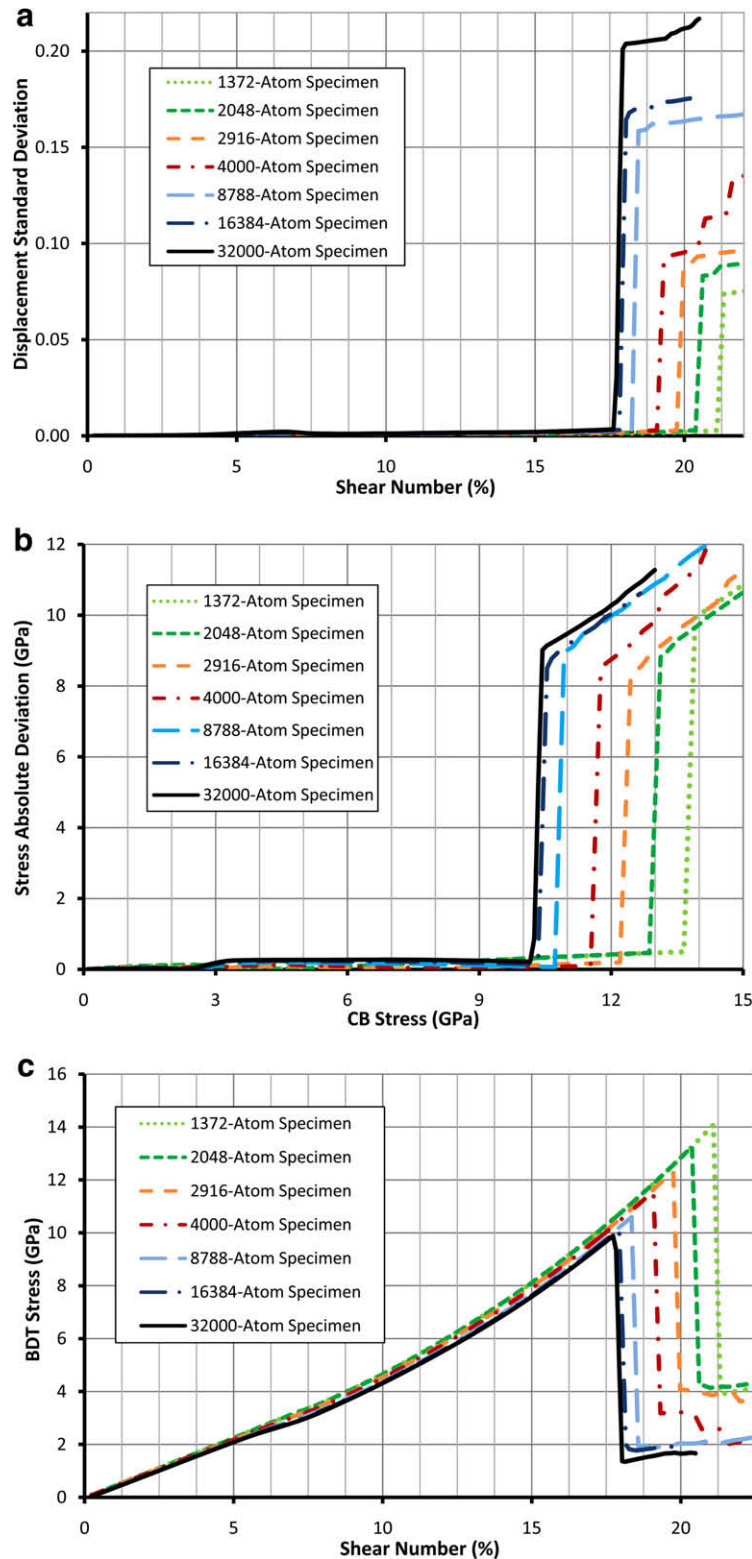 a
Displacement Standard Deviation
0.20
0.15
0.10
0.05
0.00
1372-Atom Specimen
2048-Atom Specimen
2916-Atom Specimen
4000-Atom Specimen
8788-Atom Specimen
16384-Atom Specimen
32000-Atom Specimen
0 5 10 15 20
Shear Number (%)
b
Stress Absolute Deviation (GPa)
12
10
8
6
4
2
0
1372-Atom Specimen
2048-Atom Specimen
2916-Atom Specimen
4000-Atom Specimen
8788-Atom Specimen
16384-Atom Specimen
32000-Atom Specimen
0 3 6 9 12 15
CB Stress (GPa)
c
BDT Stress (GPa)
16
14
12
10
8
6
4
2
0
1372-Atom Specimen
2048-Atom Specimen
2916-Atom Specimen
4000-Atom Specimen
8788-Atom Specimen
16384-Atom Specimen
32000-Atom Specimen
0 5 10 15 20
Shear Number (%)